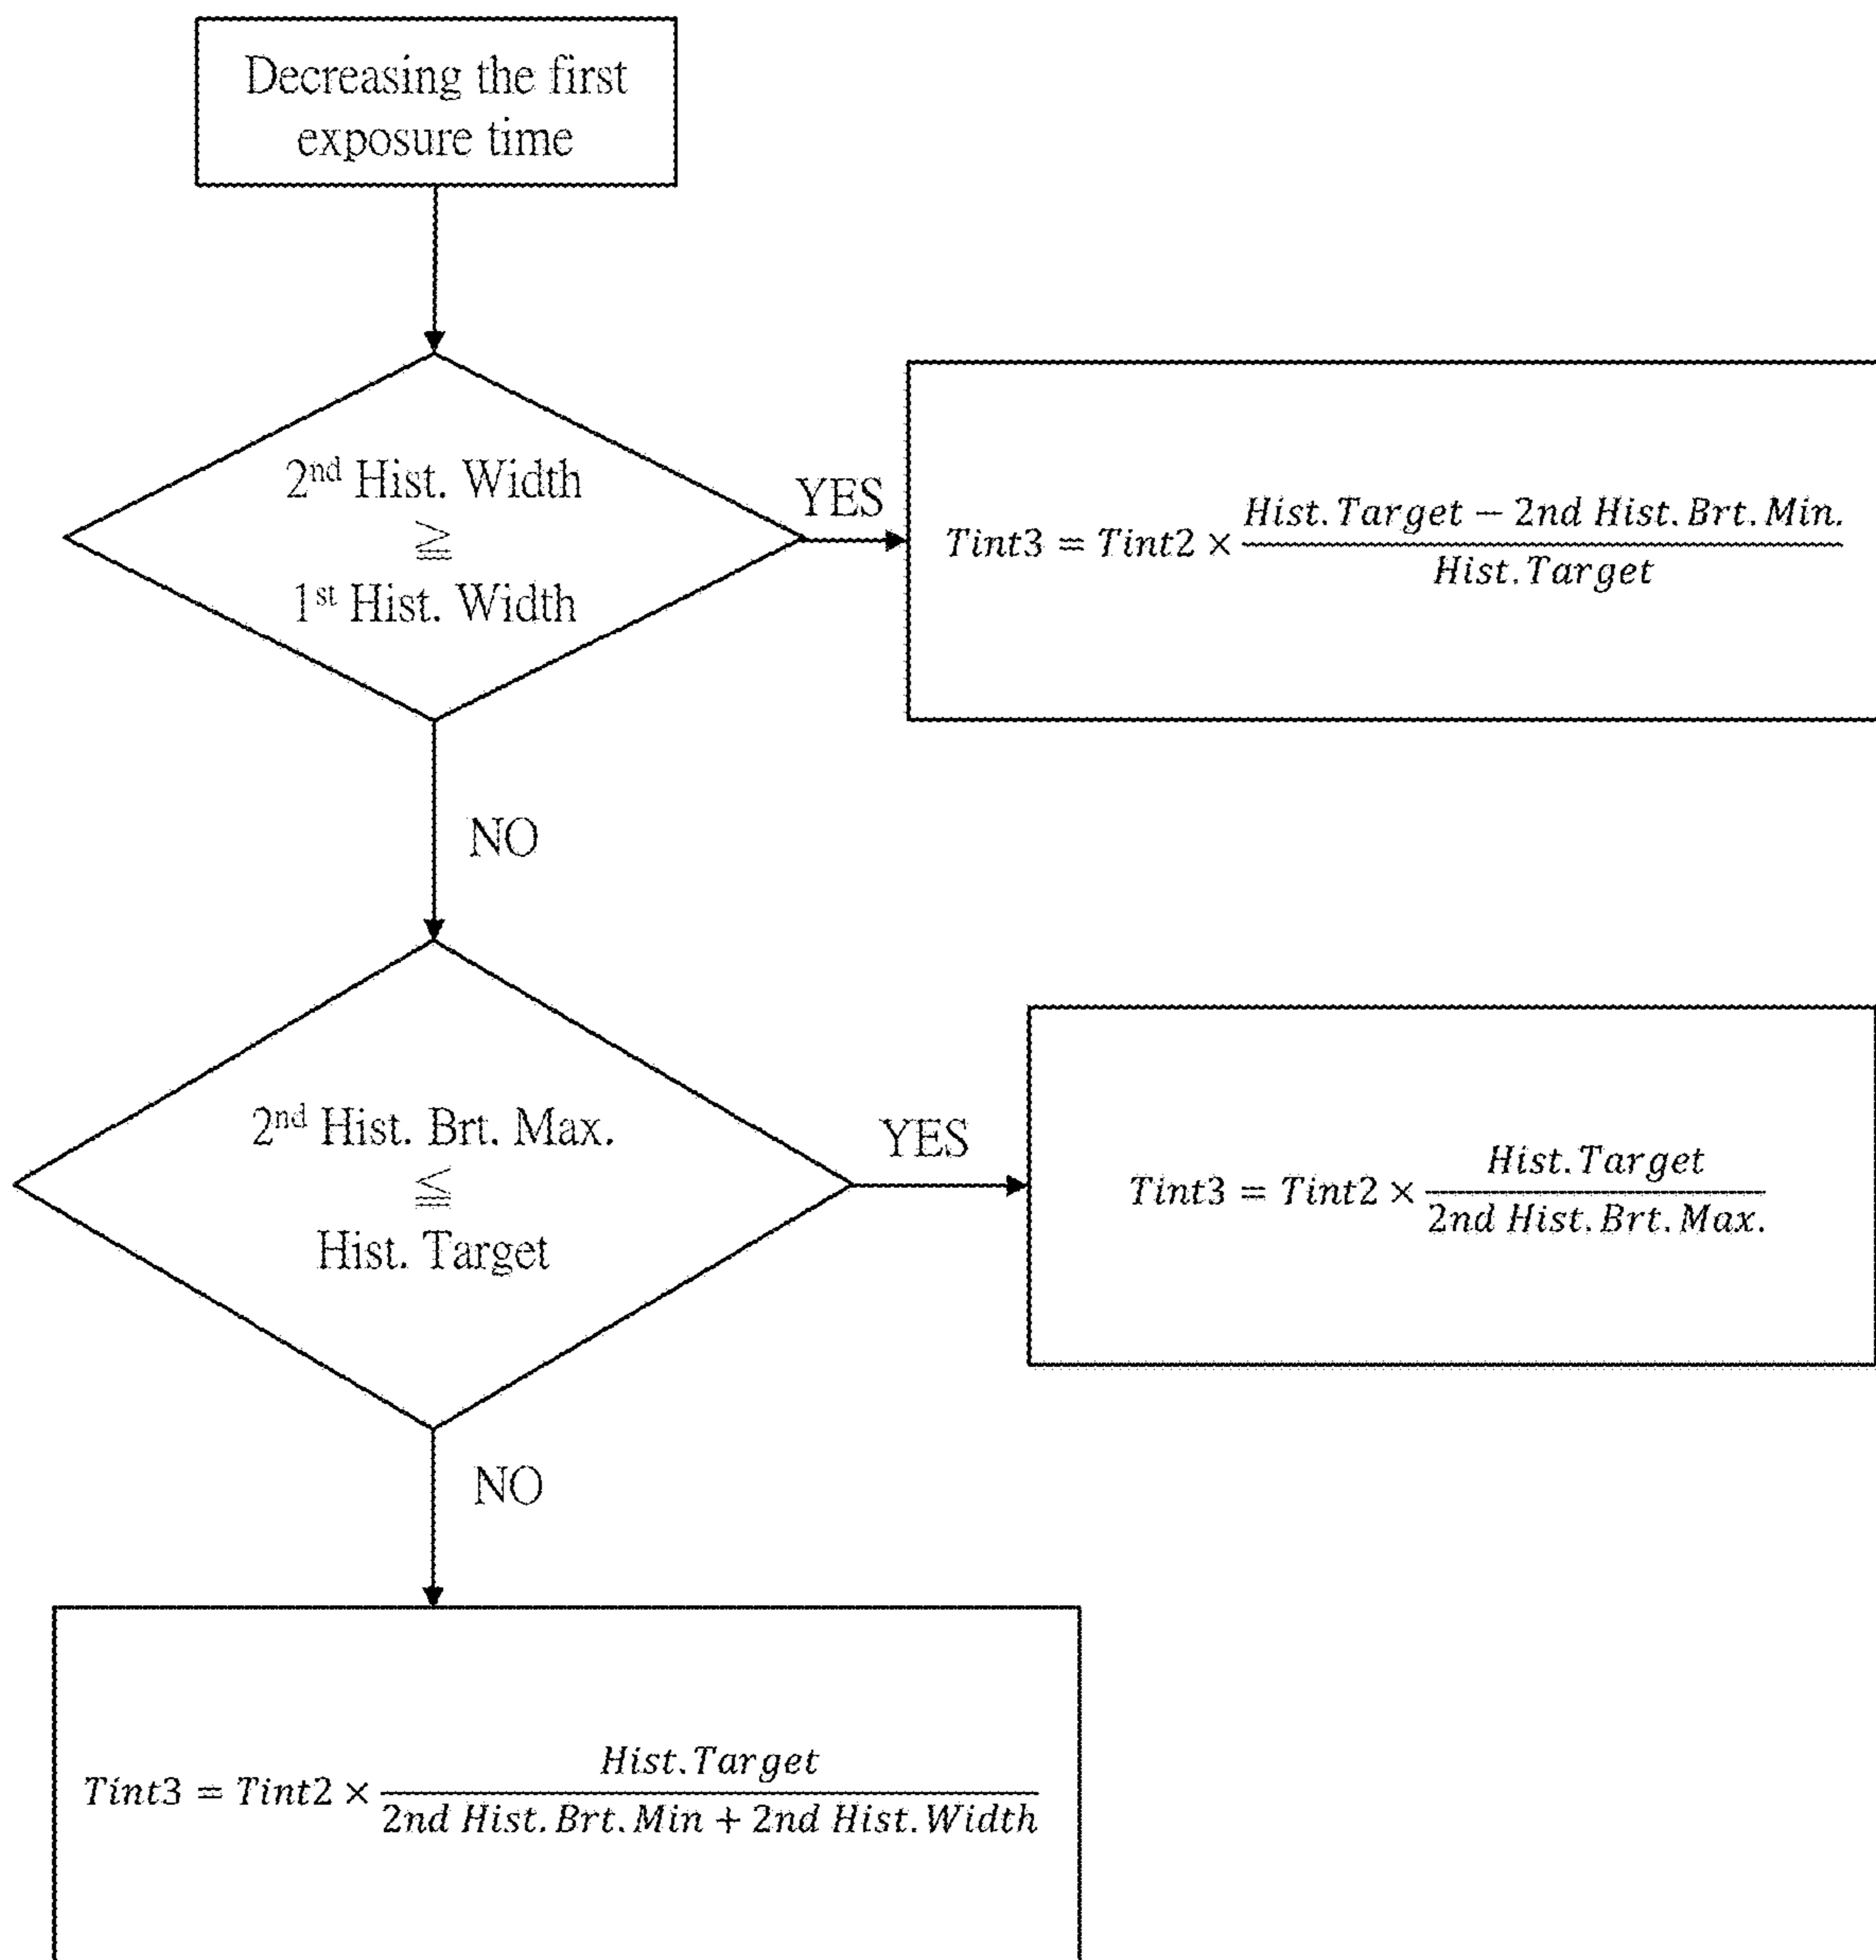 Decreasing the first
exposure time
2nd Hist. Width
≧
1st Hist. Width
YES
Tint3 = Tint2 × (Hist.Target − 2nd Hist.Brt.Min.) / Hist.Target
NO
2nd Hist. Brt. Max.
≦
Hist. Target
YES
Tint3 = Tint2 × Hist.Target / 2nd Hist.Brt.Max.
NO
Tint3 = Tint2 × Hist.Target / (2nd Hist.Brt.Min + 2nd Hist.Width)